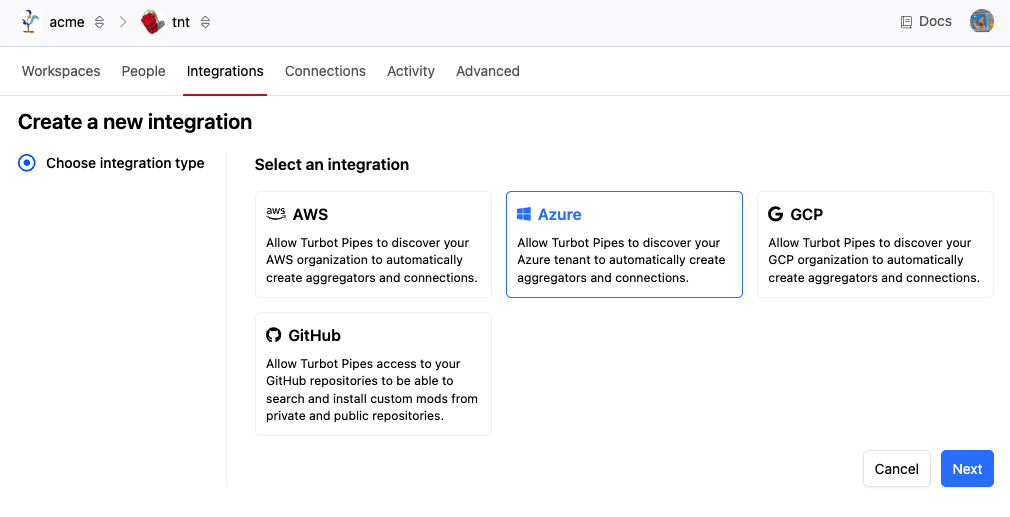 acme tnt Docs
Workspaces People Integrations Connections Activity Advanced
Create a new integration
Choose integration type
Select an integration
aws AWS
Allow Turbot Pipes to discover your
AWS organization to automatically
create aggregators and connections.
Azure
Allow Turbot Pipes to discover your
Azure tenant to automatically create
aggregators and connections.
GCP
Allow Turbot Pipes to discover your
GCP organization to automatically
create aggregators and connections.
GitHub
Allow Turbot Pipes access to your
GitHub repositories to be able to
search and install custom mods from
private and public repositories.
Cancel Next